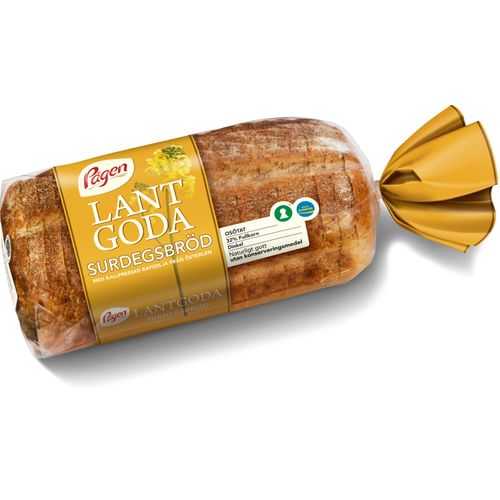 Pågen
LANT
GODA
SURDEGSBRÖD
MED KALLPRESSAD RAPSOLJA FRÅN ÖSTERLEN
OSÖTAT
32% Fullkorn
Dinkel
Naturligt gott
utan konserveringsmedel
Pågen
LANTGODA
SURDEGSBRÖD